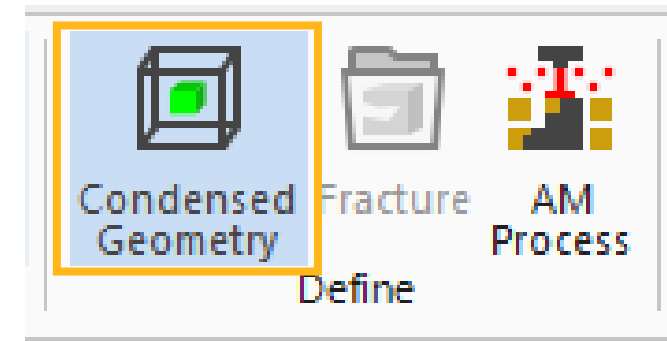 Condensed
Geometry
Fracture
AM
Process
Define